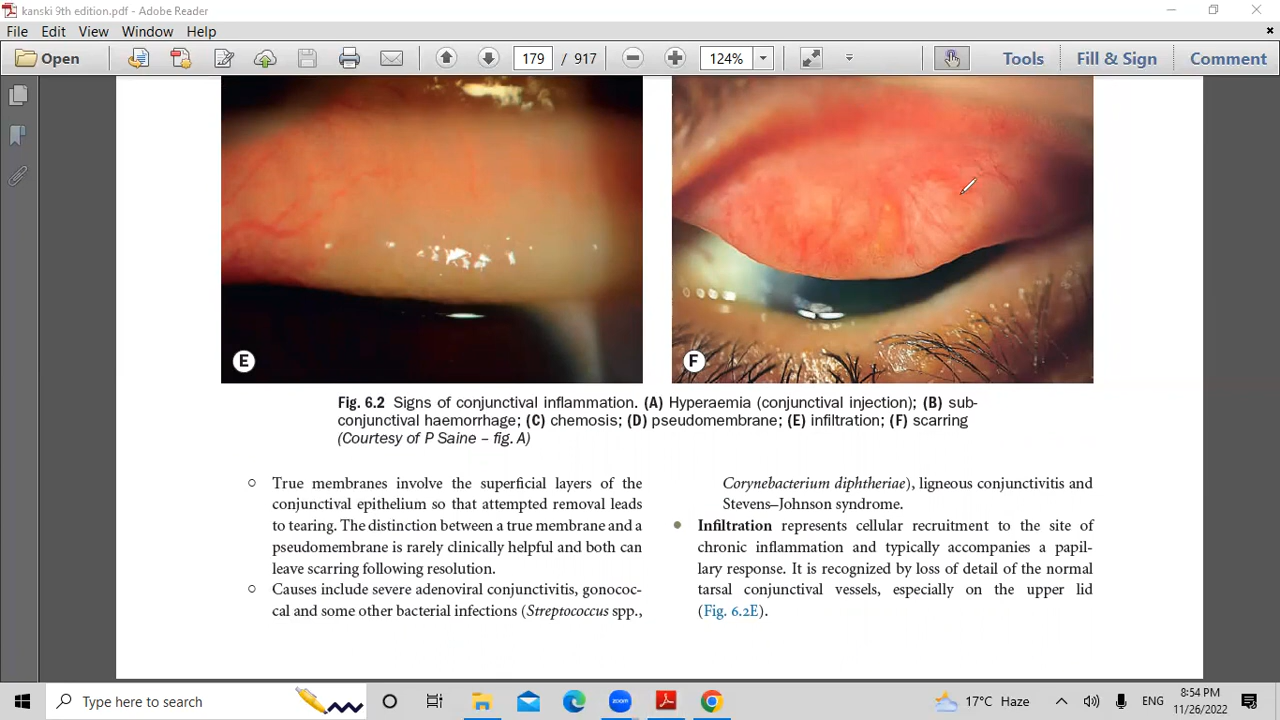 kanski 9th edition.pdf - Adobe Reader
File Edit View Window Help
Open 179 / 917 124% Tools Fill & Sign Comment
E F
Fig. 6.2 Signs of conjunctival inflammation. (A) Hyperaemia (conjunctival injection); (B) sub-
conjunctival haemorrhage; (C) chemosis; (D) pseudomembrane; (E) infiltration; (F) scarring
(Courtesy of P Saine – fig. A)
○ True membranes involve the superficial layers of the
conjunctival epithelium so that attempted removal leads
to tearing. The distinction between a true membrane and a
pseudomembrane is rarely clinically helpful and both can
leave scarring following resolution.
○ Causes include severe adenoviral conjunctivitis, gonococ-
cal and some other bacterial infections (Streptococcus spp.,
Corynebacterium diphtheriae), ligneous conjunctivitis and
Stevens–Johnson syndrome.
● Infiltration represents cellular recruitment to the site of
chronic inflammation and typically accompanies a papil-
lary response. It is recognized by loss of detail of the normal
tarsal conjunctival vessels, especially on the upper lid
(Fig. 6.2E).
Type here to search zoom 17°C Haze ENG 8:54 PM
11/26/2022